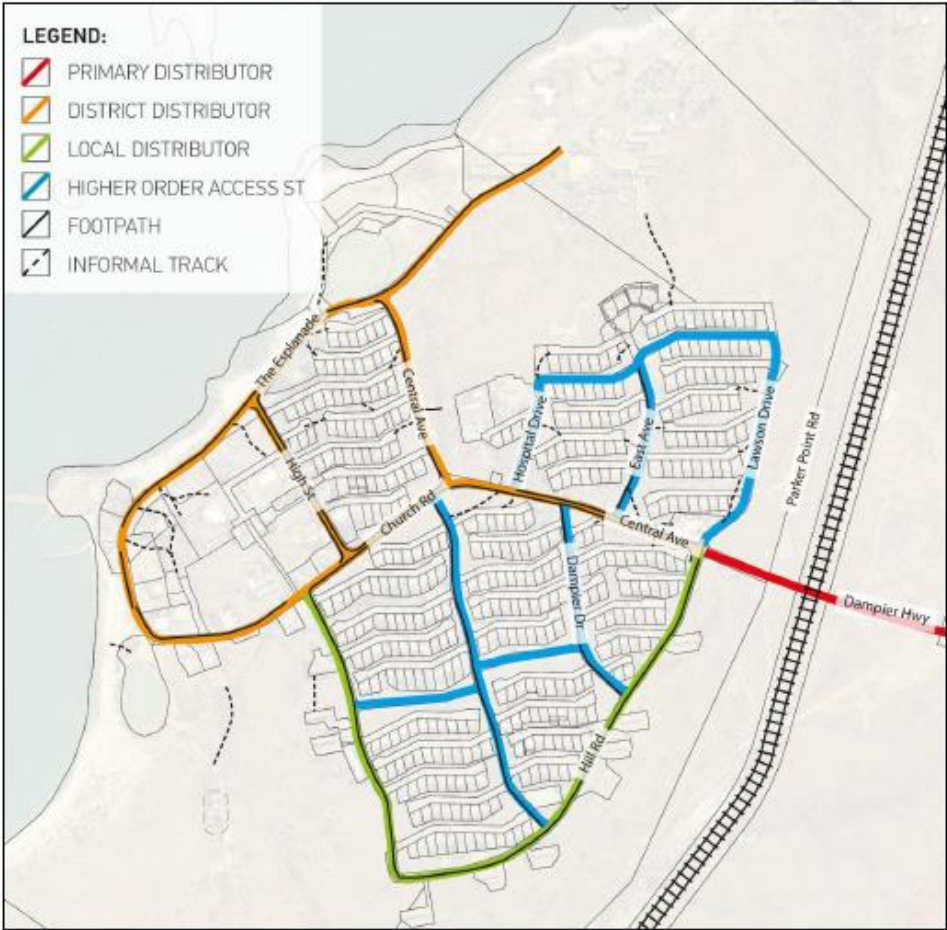 LEGEND:
PRIMARY DISTRIBUTOR
DISTRICT DISTRIBUTOR
LOCAL DISTRIBUTOR
HIGHER ORDER ACCESS ST
FOOTPATH
INFORMAL TRACK
The Esplanade
Central Ave
Hospital Drive
East Ave
Lawson Drive
Parker Point Rd
High St
Church Rd
Central Ave
Dampier Dr
Dampier Hwy
Hill Rd